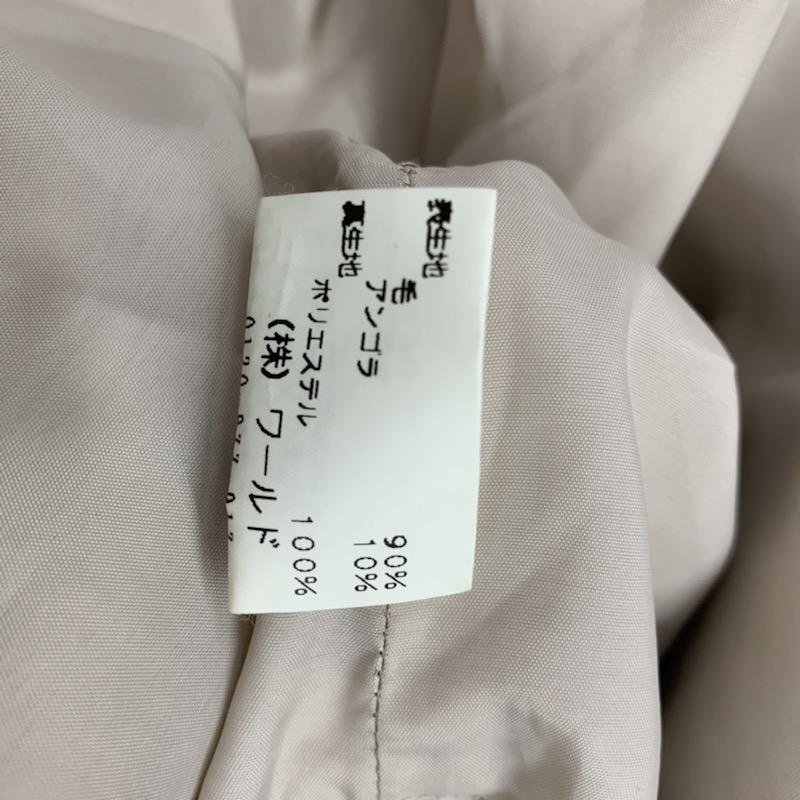 表生地
毛 90%
アンゴラ 10%
裏生地
ポリエステル 100%
(株) ワールド